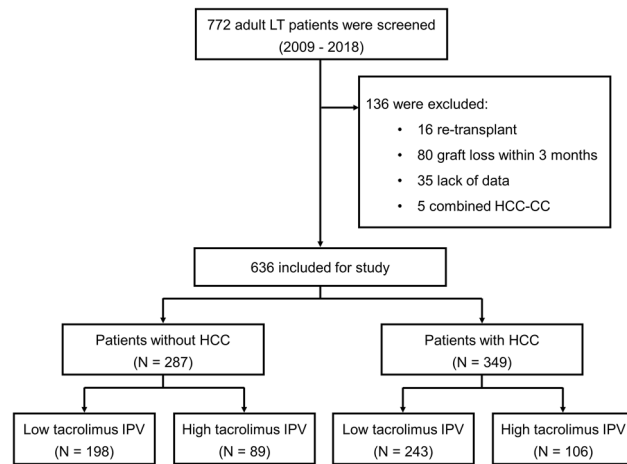 772 adult LT patients were screened
(2009 - 2018)
136 were excluded:
• 16 re-transplant
• 80 graft loss within 3 months
• 35 lack of data
• 5 combined HCC-CC
636 included for study
Patients without HCC
(N = 287)
Patients with HCC
(N = 349)
Low tacrolimus IPV
(N = 198)
High tacrolimus IPV
(N = 89)
Low tacrolimus IPV
(N = 243)
High tacrolimus IPV
(N = 106)